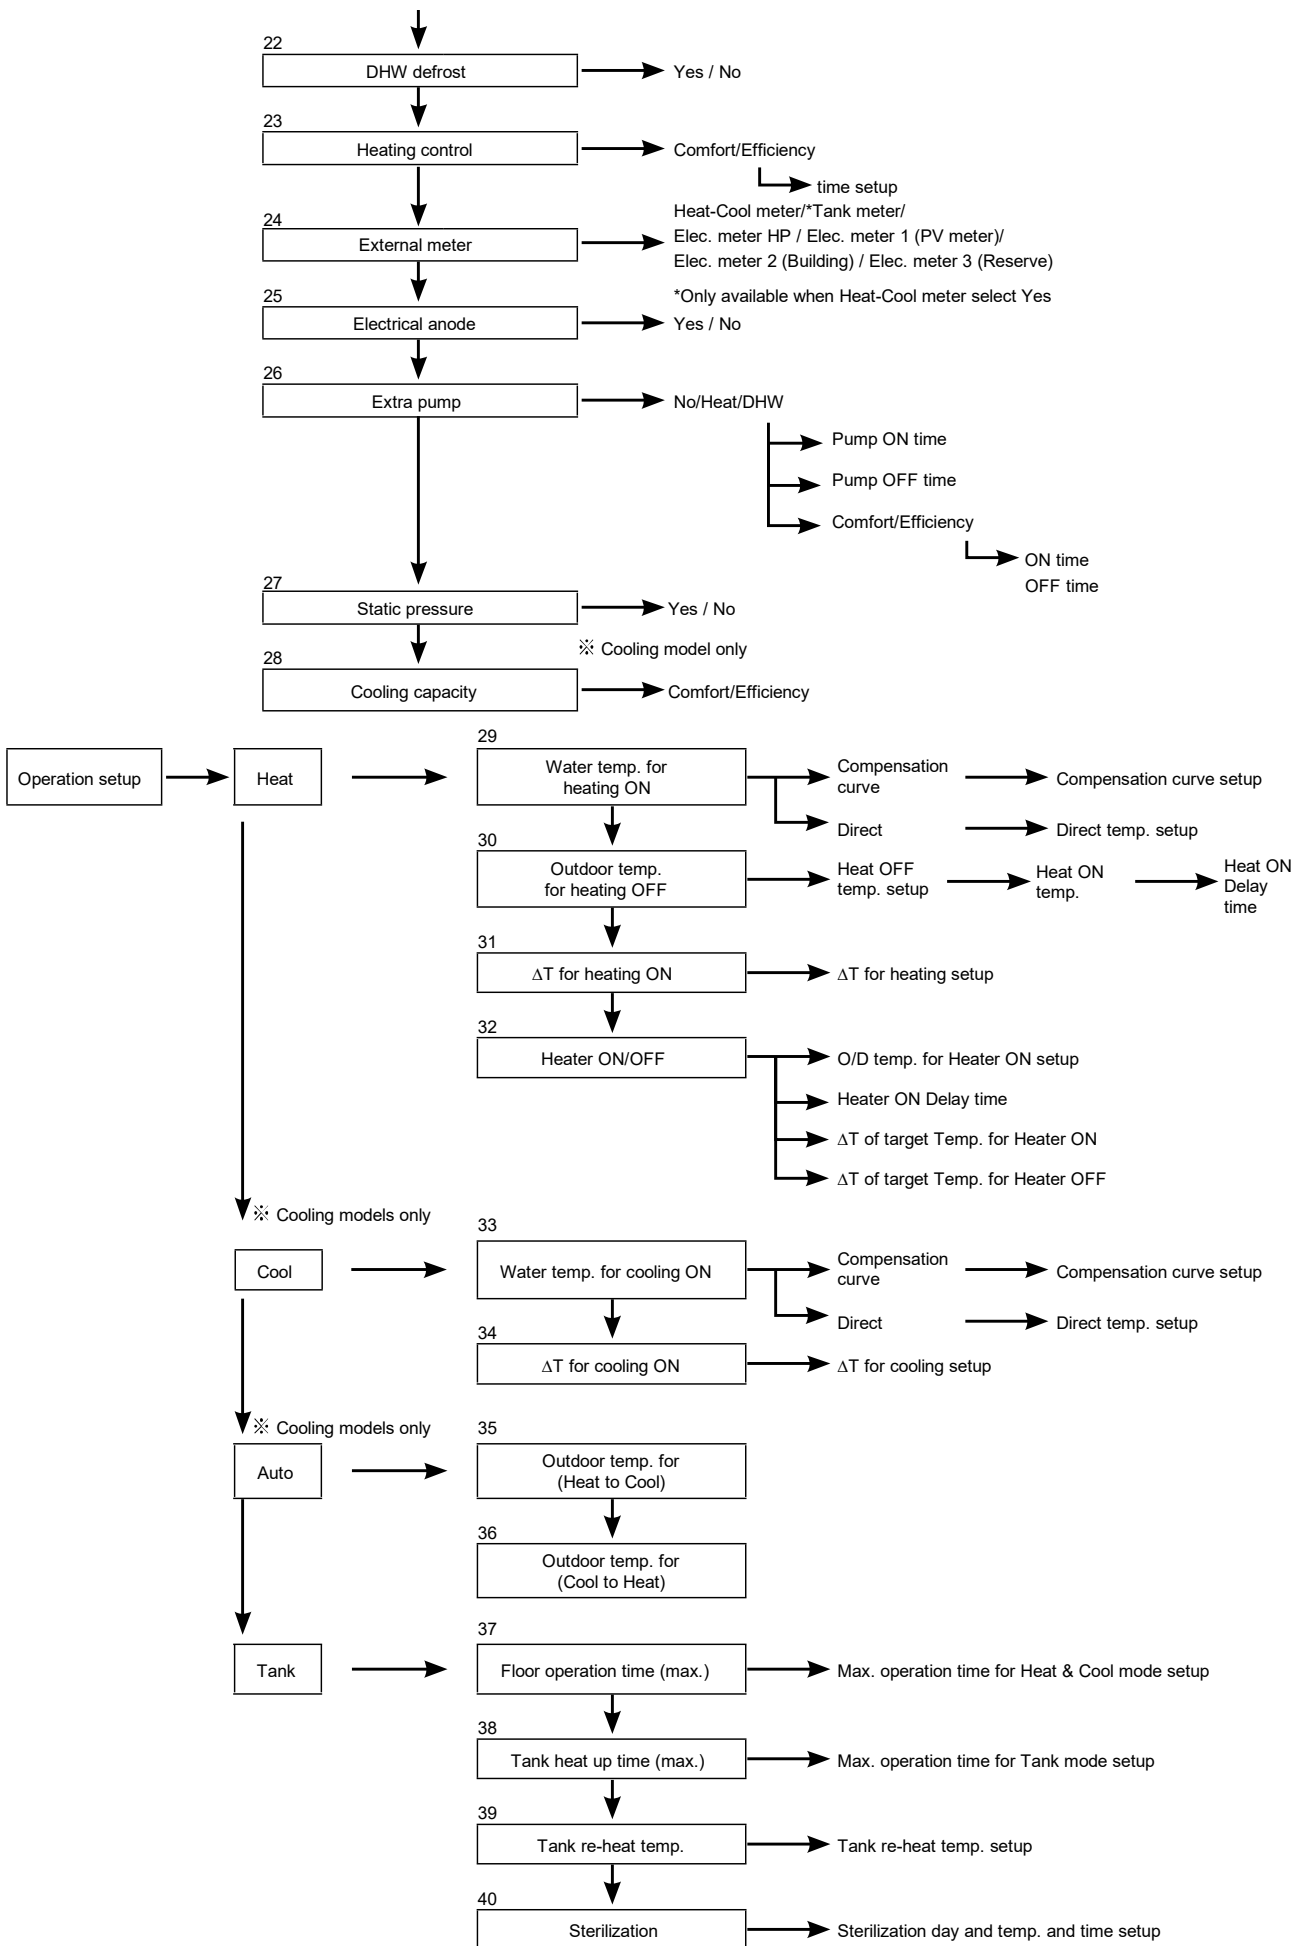 22
DHW defrost
Yes / No
23
Heating control
Comfort/Efficiency
time setup
24
External meter
Heat-Cool meter/*Tank meter/
Elec. meter HP / Elec. meter 1 (PV meter)/
Elec. meter 2 (Building) / Elec. meter 3 (Reserve)
*Only available when Heat-Cool meter select Yes
25
Electrical anode
Yes / No
26
Extra pump
No/Heat/DHW
Pump ON time
Pump OFF time
Comfort/Efficiency
ON time
OFF time
27
Static pressure
Yes / No
※ Cooling model only
28
Cooling capacity
Comfort/Efficiency
Operation setup
Heat
29
Water temp. for
heating ON
Compensation
curve
Compensation curve setup
Direct
Direct temp. setup
30
Outdoor temp.
for heating OFF
Heat OFF
temp. setup
Heat ON
temp.
Heat ON
Delay
time
31
∆T for heating ON
∆T for heating setup
32
Heater ON/OFF
O/D temp. for Heater ON setup
Heater ON Delay time
∆T of target Temp. for Heater ON
∆T of target Temp. for Heater OFF
※ Cooling models only
Cool
33
Water temp. for cooling ON
Compensation
curve
Compensation curve setup
Direct
Direct temp. setup
34
∆T for cooling ON
∆T for cooling setup
※ Cooling models only
Auto
35
Outdoor temp. for
(Heat to Cool)
36
Outdoor temp. for
(Cool to Heat)
Tank
37
Floor operation time (max.)
Max. operation time for Heat & Cool mode setup
38
Tank heat up time (max.)
Max. operation time for Tank mode setup
39
Tank re-heat temp.
Tank re-heat temp. setup
40
Sterilization
Sterilization day and temp. and time setup